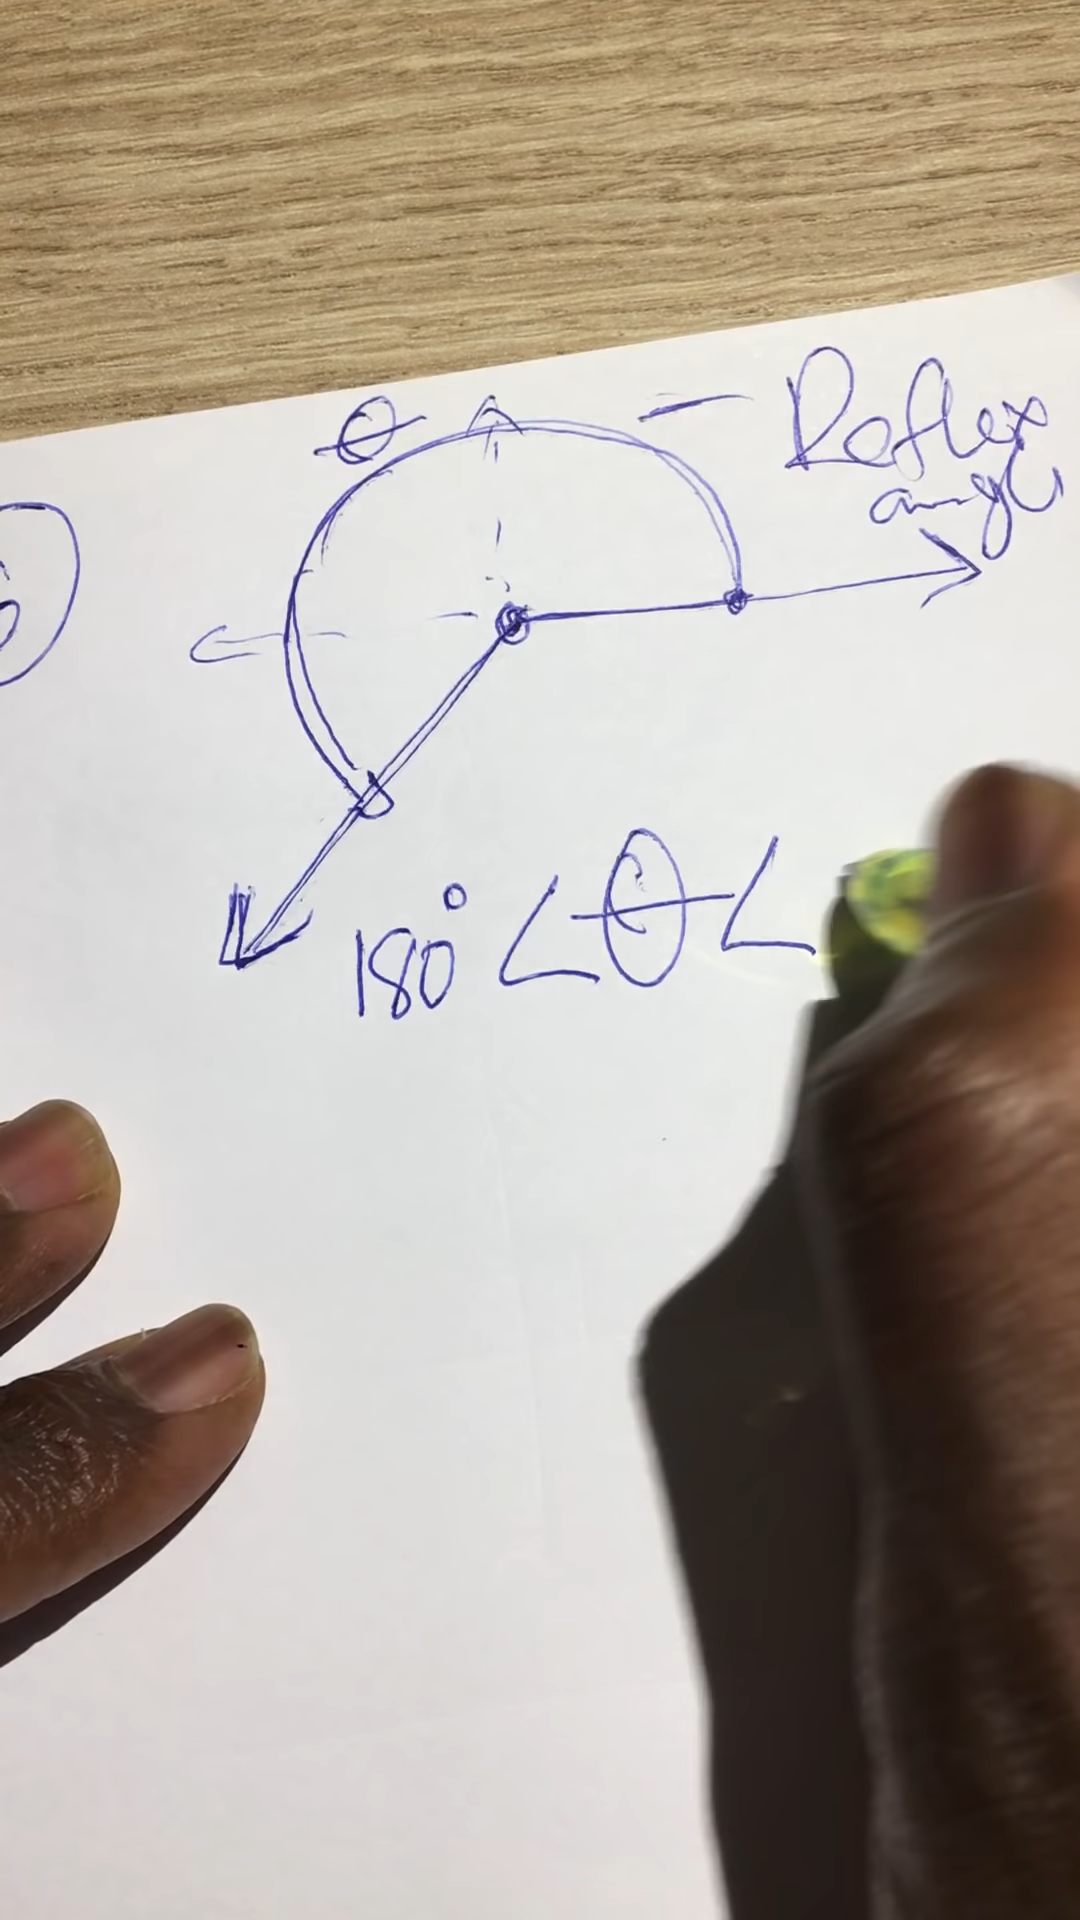 θ - Reflex
angle
180° < θ <